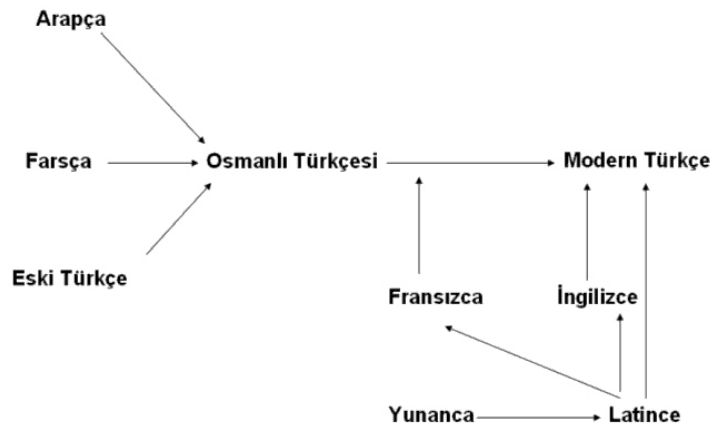 Arapça
Farsça
Osmanlı Türkçesi
Modern Türkçe
Eski Türkçe
Fransızca
İngilizce
Yunanca
Latince